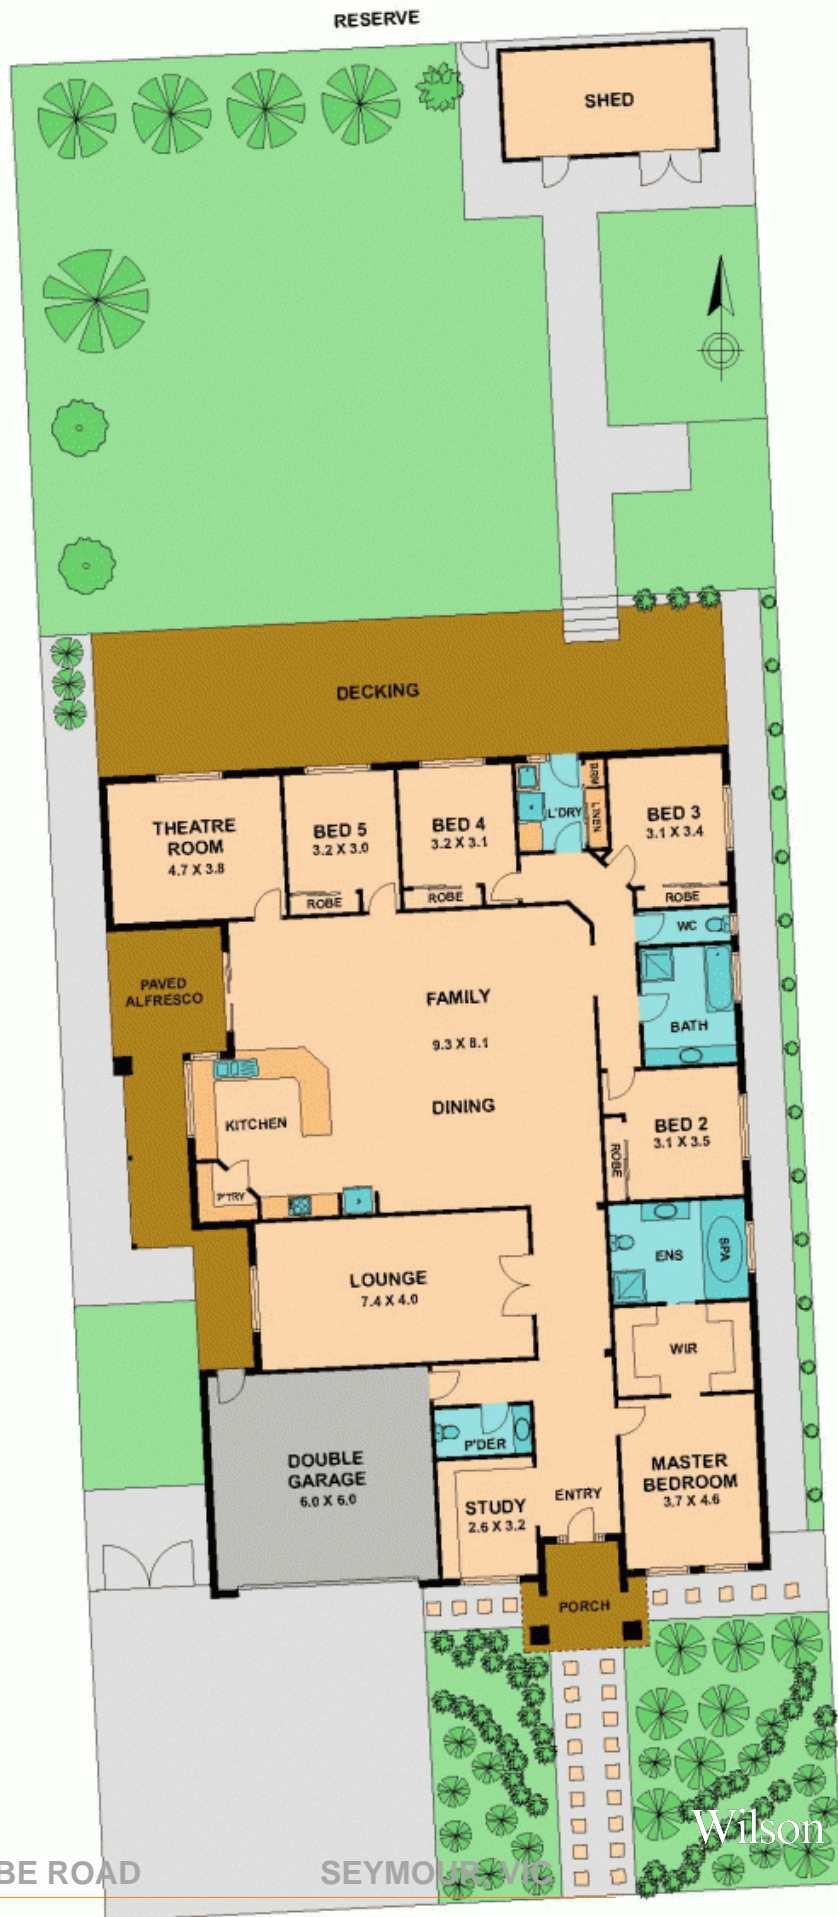 RESERVE
SHED
DECKING
THEATRE
ROOM
4.7 X 3.8
BED 5
3.2 X 3.0
ROBE
BED 4
3.2 X 3.1
ROBE
L'DRY
BRM
LINEN
BED 3
3.1 X 3.4
ROBE
WC
PAVED
ALFRESCO
FAMILY
9.3 X 8.1
DINING
BATH
KITCHEN
P'TRY
BED 2
3.1 X 3.5
ROBE
ENS
SPA
LOUNGE
7.4 X 4.0
WIR
P'DER
DOUBLE
GARAGE
6.0 X 6.0
STUDY
2.6 X 3.2
ENTRY
MASTER
BEDROOM
3.7 X 4.6
PORCH
Wilson
BE ROAD
SEYMOUR, VIC